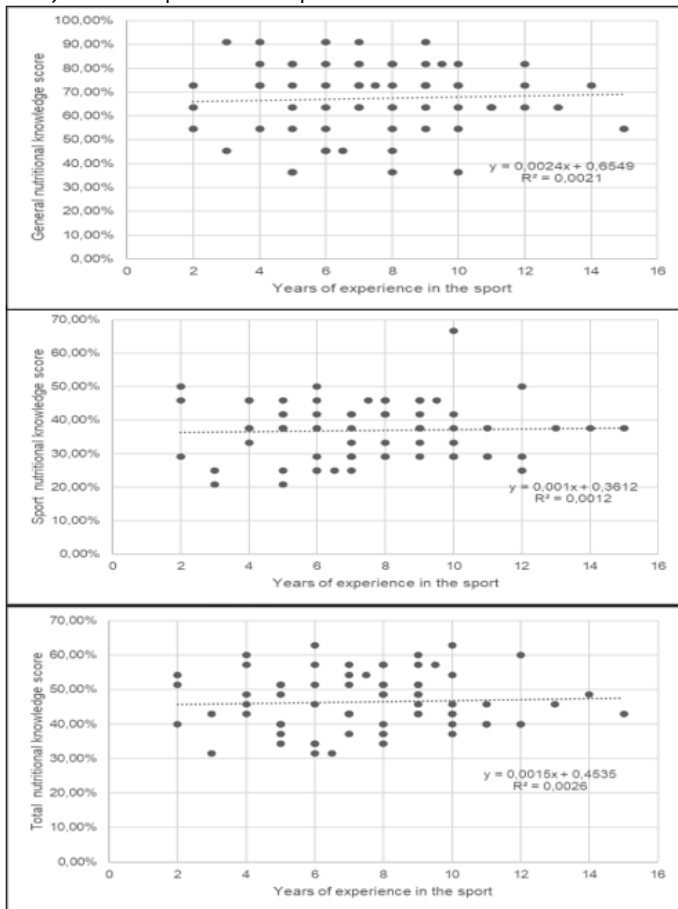 100,00%
90,00%
80,00%
70,00%
60,00%
50,00%
40,00%
30,00%
20,00%
10,00%
0,00%
General nutritional knowledge score
y = 0,0024x + 0,6549
R² = 0,0021
0 2 4 6 8 10 12 14 16
Years of experience in the sport
70,00%
60,00%
50,00%
40,00%
30,00%
20,00%
10,00%
0,00%
Sport nutritional knowledge score
y = 0,001x + 0,3612
R² = 0,0012
0 2 4 6 8 10 12 14 16
Years of experience in the sport
70,00%
60,00%
50,00%
40,00%
30,00%
20,00%
10,00%
0,00%
Total nutritional knowledge score
y = 0,0015x + 0,4535
R² = 0,0026
0 2 4 6 8 10 12 14 16
Years of experience in the sport